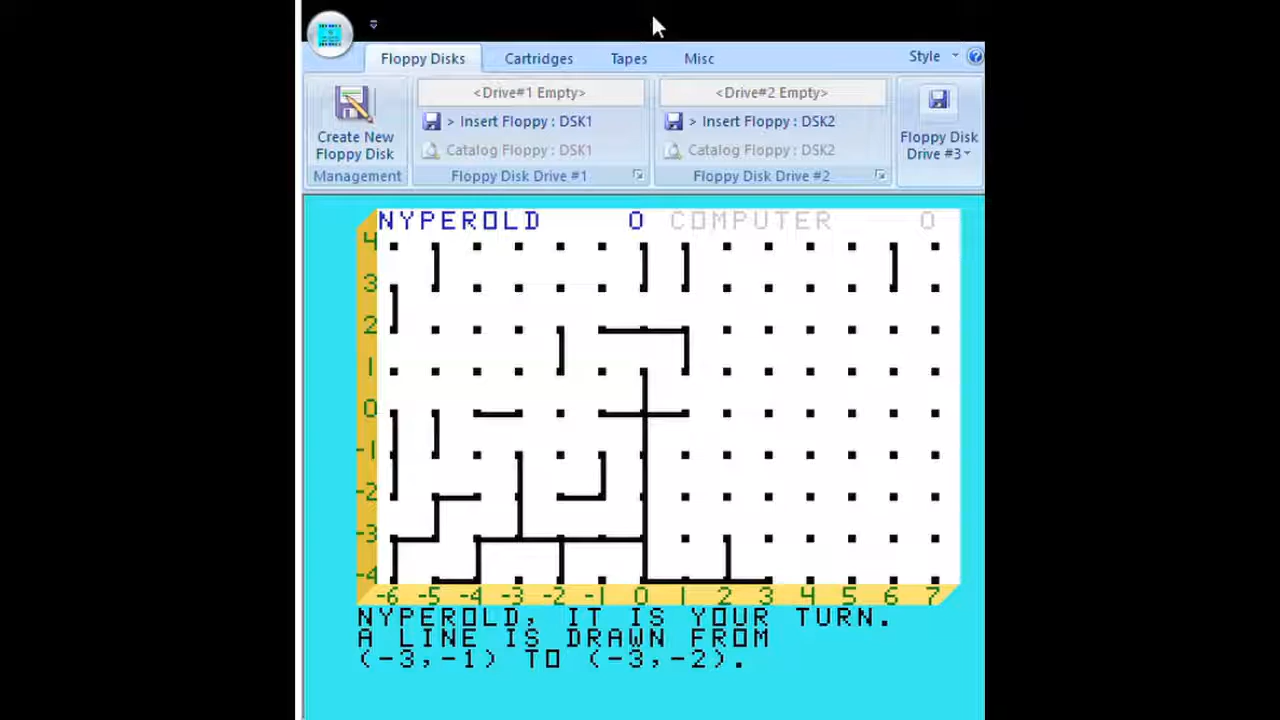 Floppy Disks Cartridges Tapes Misc Style
<Drive#1 Empty> <Drive#2 Empty>
Create New Floppy Disk
> Insert Floppy : DSK1
> Insert Floppy : DSK2
Floppy Disk Drive #3
Catalog Floppy : DSK1
Catalog Floppy : DSK2
Management Floppy Disk Drive #1 Floppy Disk Drive #2
NYPEROLD 0 COMPUTER 0
4
3
2
1
0
-1
-2
-3
-4
-6 -5 -4 -3 -2 -1 0 1 2 3 4 5 6 7
NYPEROLD, IT IS YOUR TURN.
A LINE IS DRAWN FROM
(-3,-1) TO (-3,-2).